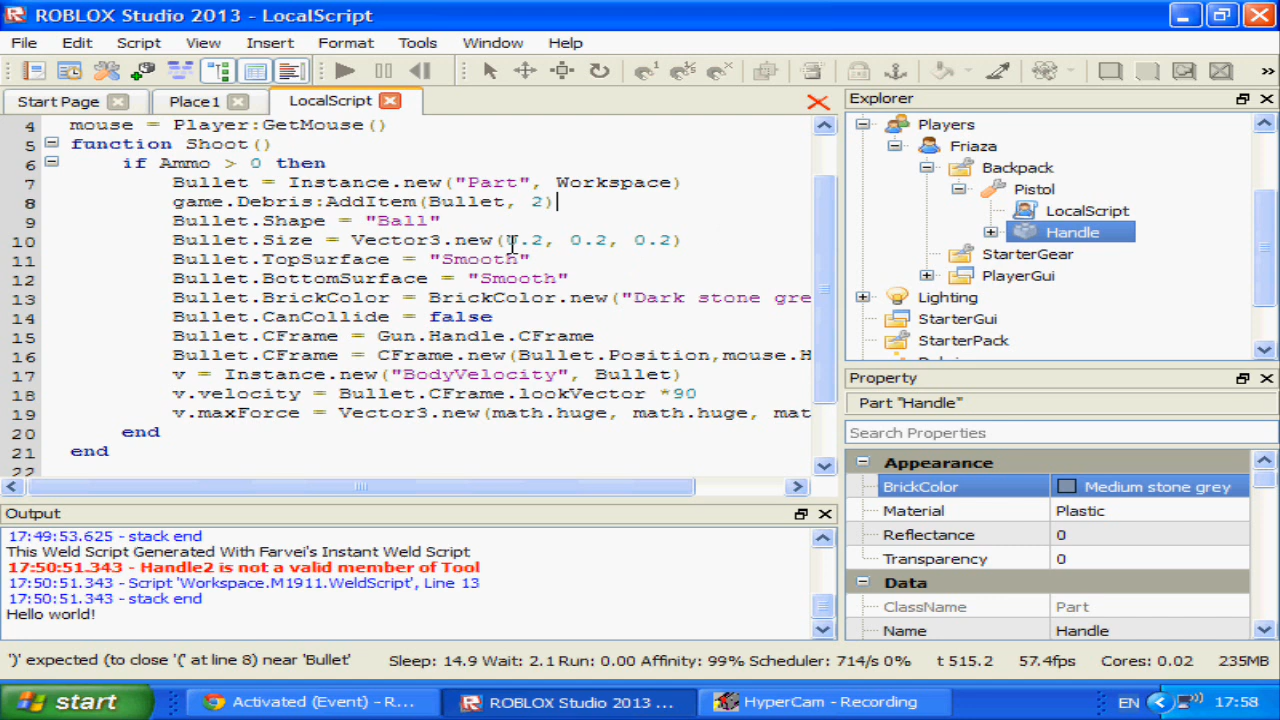 ROBLOX Studio 2013 - LocalScript
File Edit Script View Insert Format Tools Window Help
Start Page Place1 LocalScript
4 mouse = Player:GetMouse()
5 function Shoot()
6 if Ammo > 0 then
7 Bullet = Instance.new("Part", Workspace)
8 game.Debris:AddItem(Bullet, 2)
9 Bullet.Shape = "Ball"
10 Bullet.Size = Vector3.new(0.2, 0.2, 0.2)
11 Bullet.TopSurface = "Smooth"
12 Bullet.BottomSurface = "Smooth"
13 Bullet.BrickColor = BrickColor.new("Dark stone gre
14 Bullet.CanCollide = false
15 Bullet.CFrame = Gun.Handle.CFrame
16 Bullet.CFrame = CFrame.new(Bullet.Position,mouse.H
17 v = Instance.new("BodyVelocity", Bullet)
18 v.velocity = Bullet.CFrame.lookVector *90
19 v.maxForce = Vector3.new(math.huge, math.huge, mat
20 end
21 end
22
Output
17:49:53.625 - stack end
This Weld Script Generated With Farvei's Instant Weld Script
17:50:51.343 - Handle2 is not a valid member of Tool
17:50:51.343 - Script 'Workspace.M1911.WeldScript', Line 13
17:50:51.343 - stack end
Hello world!
Explorer
Players
Friaza
Backpack
Pistol
LocalScript
Handle
StarterGear
PlayerGui
Lighting
StarterGui
StarterPack
Property
Part "Handle"
Search Properties
Appearance
BrickColor Medium stone grey
Material Plastic
Reflectance 0
Transparency 0
Data
ClassName Part
Name Handle
')' expected (to close '(' at line 8) near 'Bullet' Sleep: 14.9 Wait: 2.1 Run: 0.00 Affinity: 99% Scheduler: 714/s 0% t 515.2 57.4fps Cores: 0.02 235MB
start Activated (Event) - R... ROBLOX Studio 2013 ... HyperCam - Recording EN 17:58